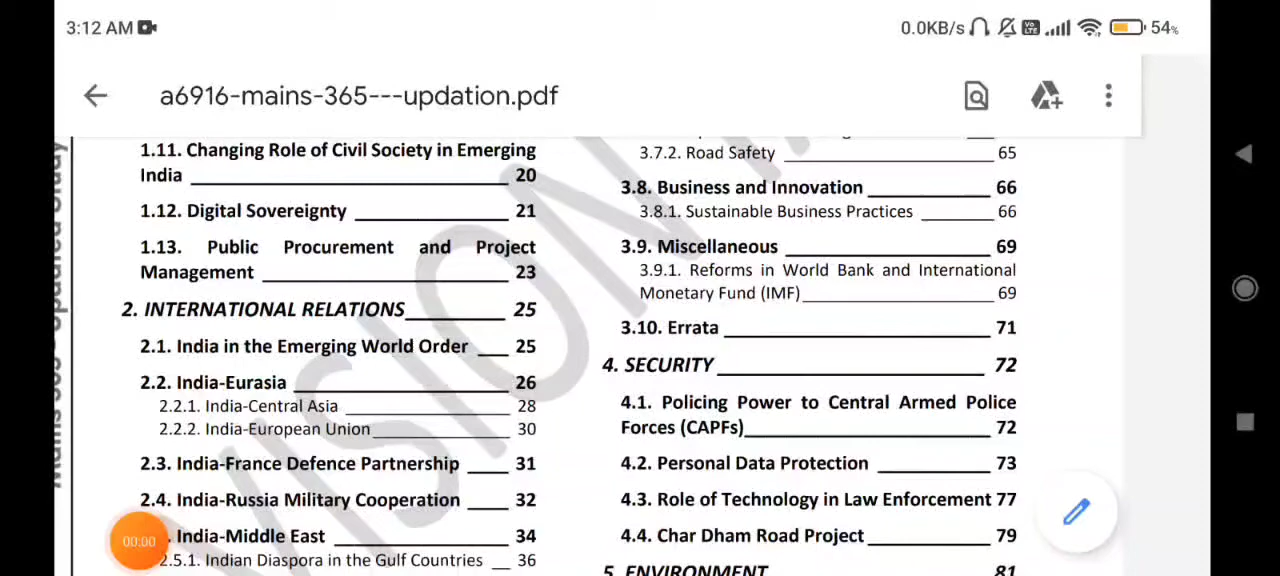 3:12 AM
0.0KB/s
Vo
LTE
54%
a6916-mains-365---updation.pdf
1.11. Changing Role of Civil Society in Emerging
India 20
1.12. Digital Sovereignty 21
1.13. Public Procurement and Project
Management 23
2. INTERNATIONAL RELATIONS 25
2.1. India in the Emerging World Order 25
2.2. India-Eurasia 26
2.2.1. India-Central Asia 28
2.2.2. India-European Union 30
2.3. India-France Defence Partnership 31
2.4. India-Russia Military Cooperation 32
India-Middle East 34
2.5.1. Indian Diaspora in the Gulf Countries 36
00:00
3.7.2. Road Safety 65
3.8. Business and Innovation 66
3.8.1. Sustainable Business Practices 66
3.9. Miscellaneous 69
3.9.1. Reforms in World Bank and International
Monetary Fund (IMF) 69
3.10. Errata 71
4. SECURITY 72
4.1. Policing Power to Central Armed Police
Forces (CAPFs) 72
4.2. Personal Data Protection 73
4.3. Role of Technology in Law Enforcement 77
4.4. Char Dham Road Project 79
5. ENVIRONMENT 81
VISION